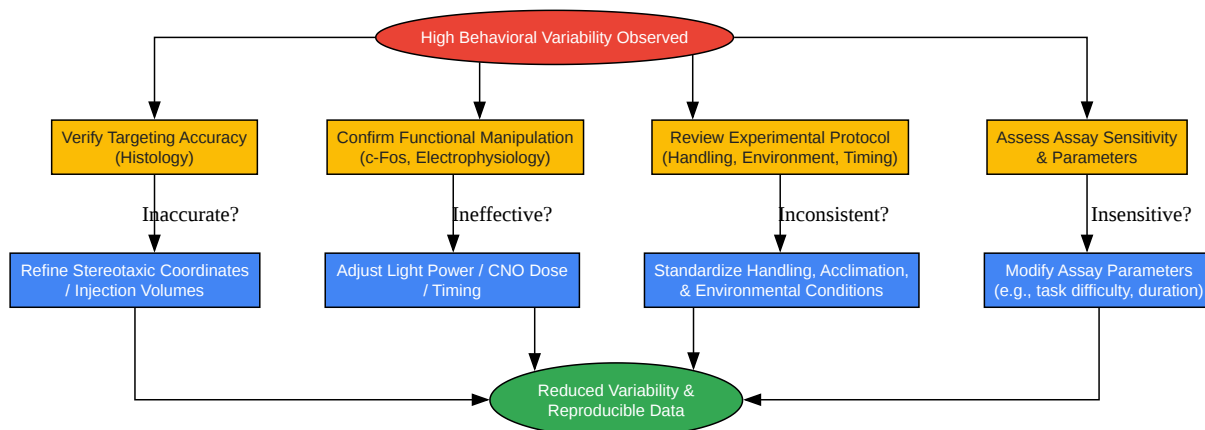 High Behavioral Variability Observed
Verify Targeting Accuracy
(Histology)
Confirm Functional Manipulation
(c-Fos, Electrophysiology)
Review Experimental Protocol
(Handling, Environment, Timing)
Assess Assay Sensitivity
& Parameters
Inaccurate?
Ineffective?
Inconsistent?
Insensitive?
Refine Stereotaxic Coordinates
/ Injection Volumes
Adjust Light Power / CNO Dose
/ Timing
Standardize Handling, Acclimation,
& Environmental Conditions
Modify Assay Parameters
(e.g., task difficulty, duration)
Reduced Variability &
Reproducible Data